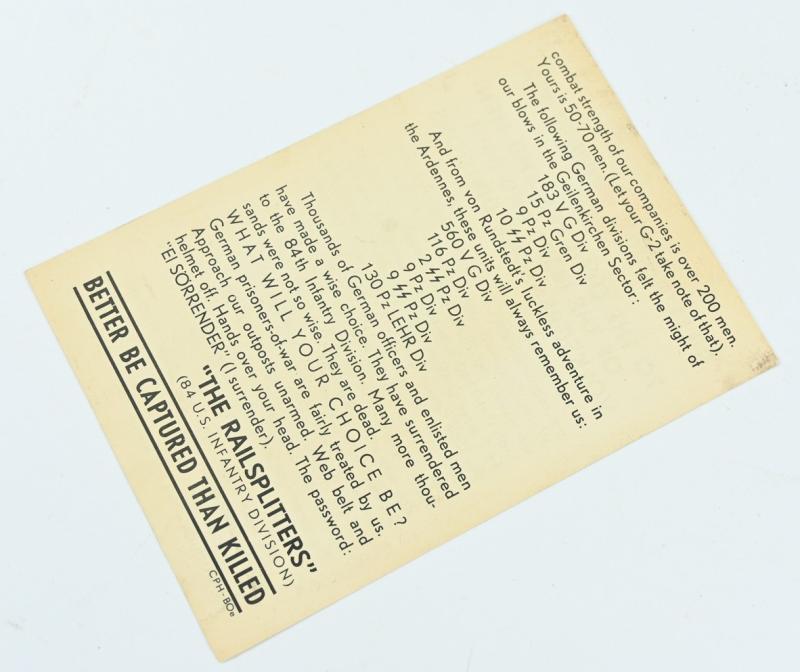 combat strength of our companies is over 200 men.
Yours is 50-70 men. (Let your G-2 take note of that).
The following German divisions felt the might of
our blows in the Geilenkirchen Sector:
183 V G Div
15 Pz Gren Div
9 Pz Div
10 SS Pz Div
And from von Rundstedt's luckless adventure in
the Ardennes, these units will always remember us:
560 V G Div
116 Pz Div
2 SS Pz Div
9 Pz Div
9 SS Pz Div
130 Pz LEHR Div
Thousands of German officers and enlisted men
have made a wise choice. They have surrendered
to the 84th Infantry Division. Many more thou-
sands were not so wise. They are dead.
WHAT WILL YOUR CHOICE BE?
German prisoners-of-war are fairly treated by us.
Approach our outposts unarmed. Web belt and
helmet off. Hands over your head. The password:
"EI SÖRRENDER" (I surrender).
"THE RAILSPLITTERS"
(84 U.S. INFANTRY DIVISION)
BETTER BE CAPTURED THAN KILLED
CPH-BOe